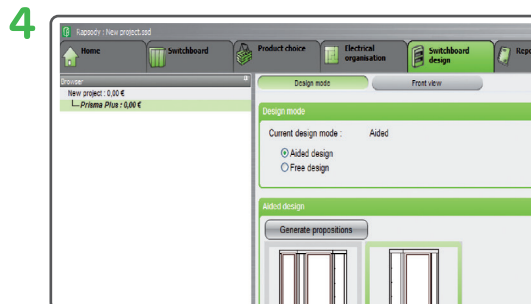 4
Rapsody : New project.ssd
Home
Switchboard
Product choice
Electrical organisation
Switchboard design
Repo
Browser
New project : 0,00 €
Prisma Plus : 0,00 €
Design mode
Front view
Design mode
Current design mode : Aided
Aided design
Free design
Aided design
Generate propositions